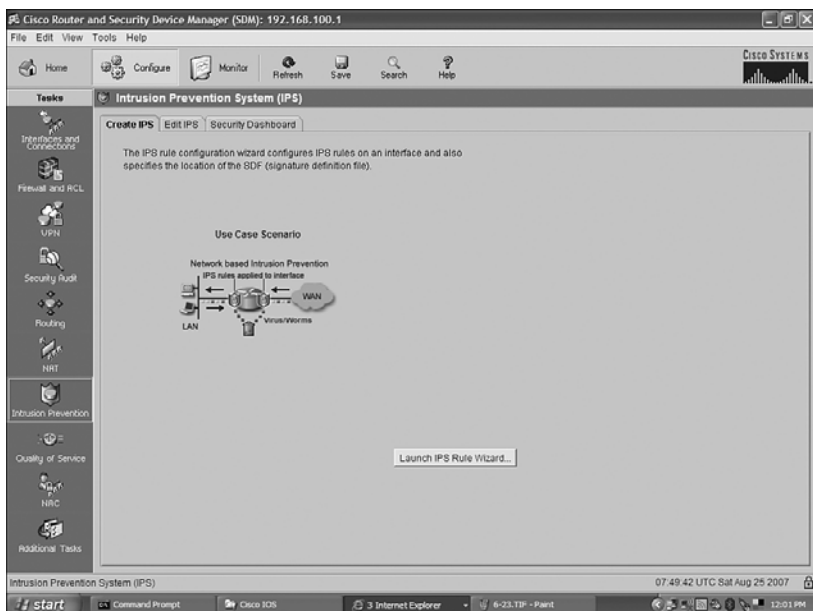 Cisco Router and Security Device Manager (SDM): 192.168.100.1
File Edit View Tools Help
Home Configure Monitor Refresh Save Search Help
CISCO SYSTEMS
Tasks
Intrusion Prevention System (IPS)
Create IPS Edit IPS Security Dashboard
The IPS rule configuration wizard configures IPS rules on an interface and also
specifies the location of the SDF (signature definition file).
Use Case Scenario
Network based Intrusion Prevention
IPS rules applied to interface
WAN
LAN
Virus/Worms
Launch IPS Rule Wizard...
Interfaces and
Connections
Firewall and ACL
VPN
Security Audit
Routing
NAT
Intrusion Prevention
Quality of Service
NAC
Additional Tasks
Intrusion Prevention System (IPS)
07:49:42 UTC Sat Aug 25 2007
start
Command Prompt
Cisco IOS
3 Internet Explorer
6-23.TIF - Paint
12:01 PM